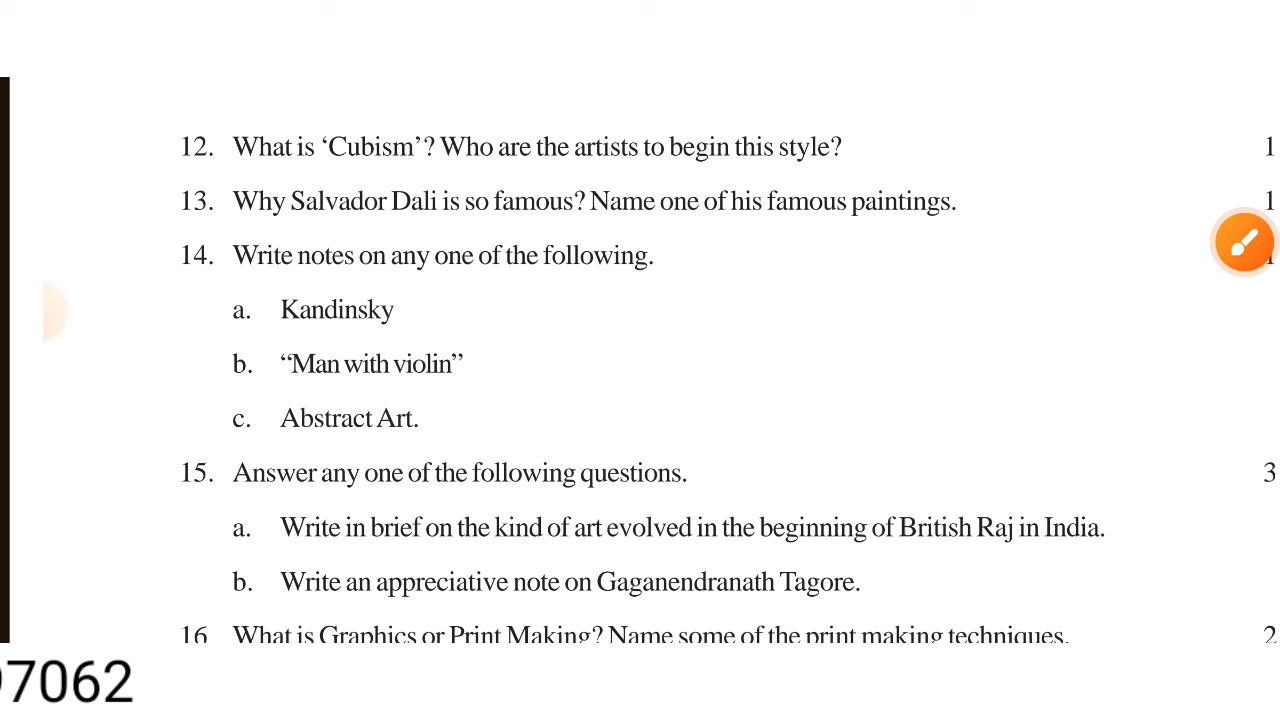 12. What is ‘Cubism’? Who are the artists to begin this style? 1
13. Why Salvador Dali is so famous? Name one of his famous paintings. 1
14. Write notes on any one of the following. 1
a. Kandinsky
b. “Man with violin”
c. Abstract Art.
15. Answer any one of the following questions. 3
a. Write in brief on the kind of art evolved in the beginning of British Raj in India.
b. Write an appreciative note on Gaganendranath Tagore.
16 What is Graphics or Print Making? Name some of the print making techniques. 2
97062